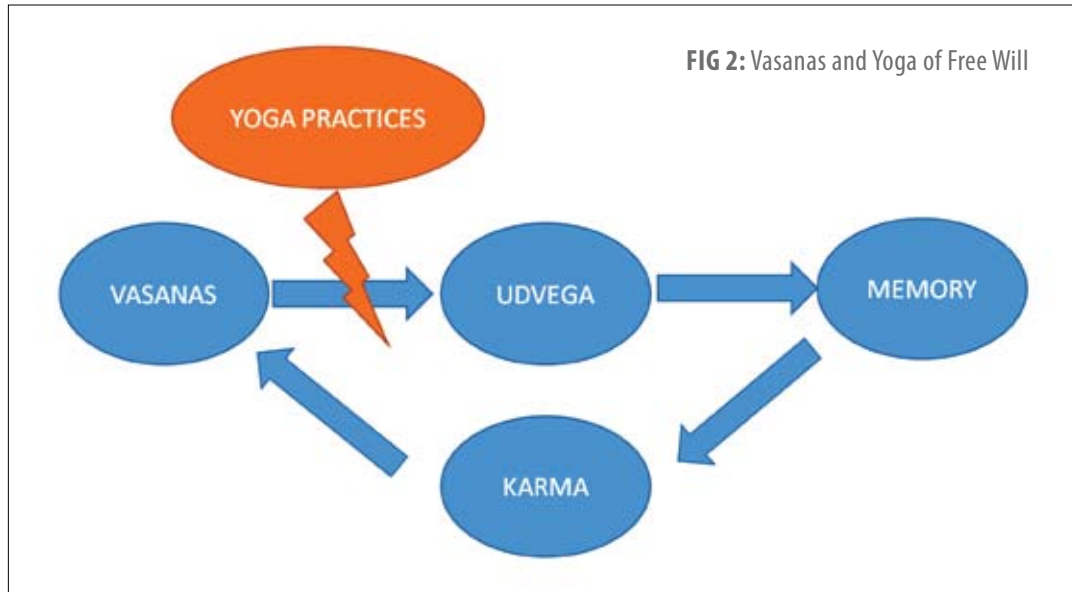 FIG 2: Vasanas and Yoga of Free Will
YOGA PRACTICES
VASANAS
UDVEGA
MEMORY
KARMA